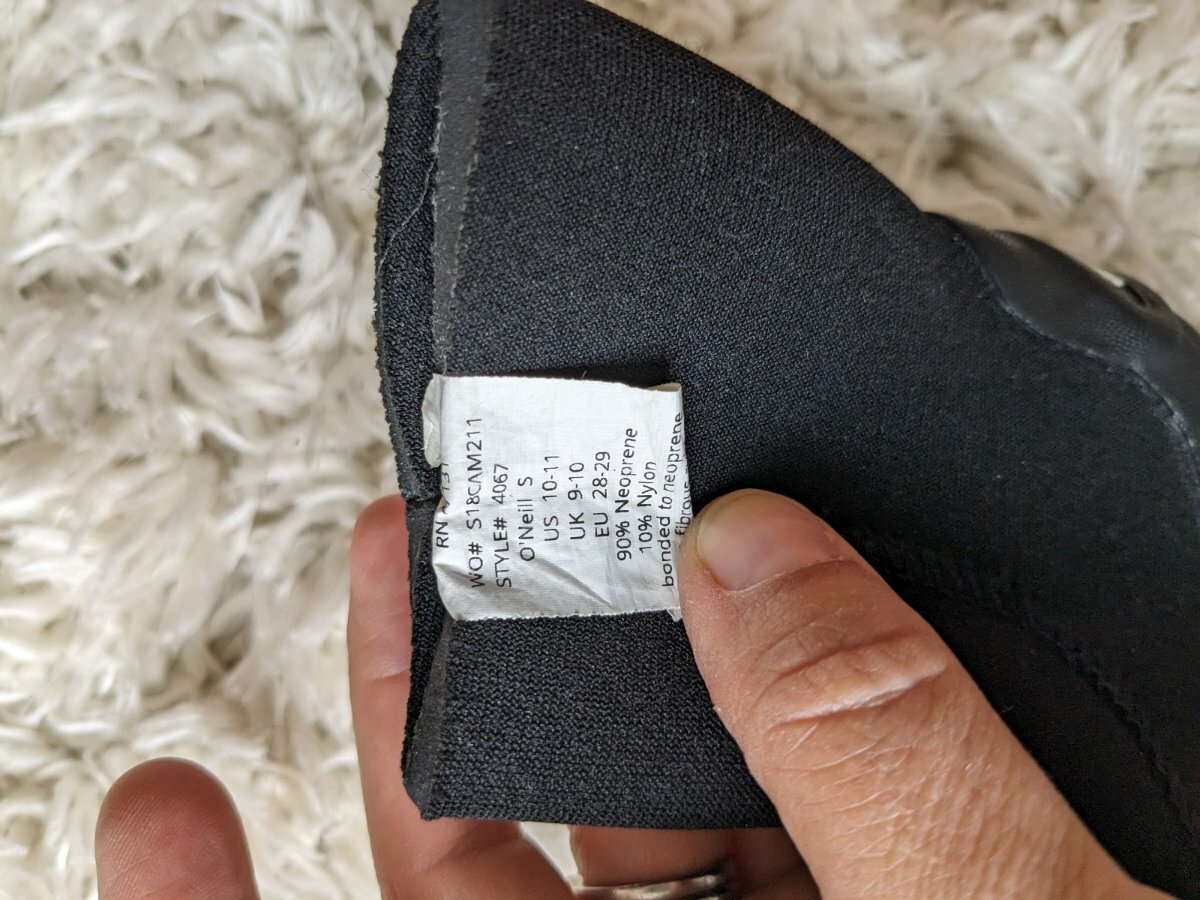 RN
WO# S18CAM211
STYLE# 4067
O'Neill S
US 10-11
UK 9-10
EU 28-29
90% Neoprene
10% Nylon
bonded to neoprene